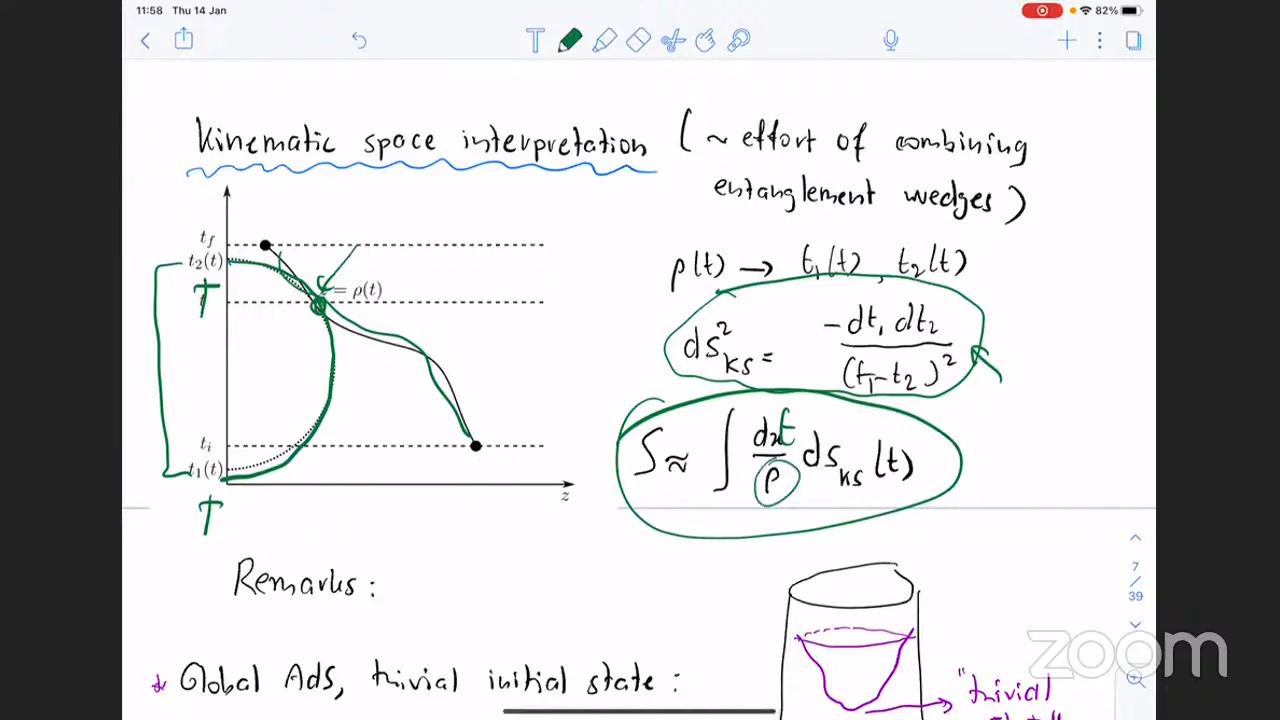 11:58 Thu 14 Jan
82%
T
Kinematic space interpretation (~ effort of combining
entanglement wedges)
t_f
t_2(t)
= ρ(t)
t_i
t_1(t)
z
ρ(t) → t_1(t), t_2(t)
ds²_KS = -dt_1 dt_2 / (t_1-t_2)²
S ≈ ∫ dt/ρ ds_KS (t)
7
/
39
Remarks:
* Global AdS, trivial initial state:
"trivial
zoom